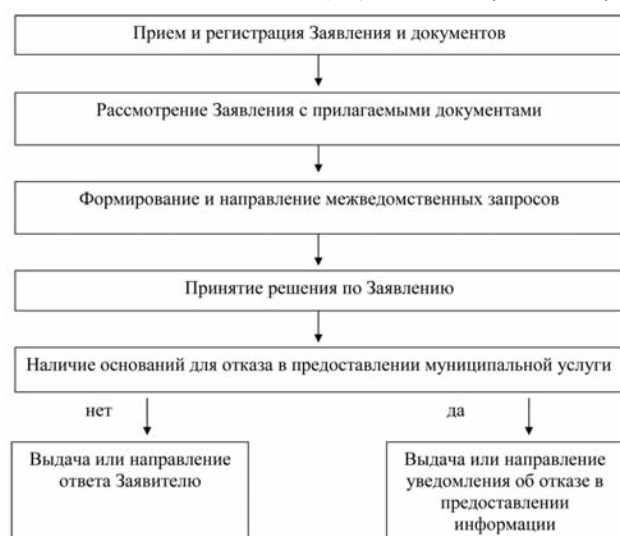 Прием и регистрация Заявления и документов
Рассмотрение Заявления с прилагаемыми документами
Формирование и направление межведомственных запросов
Принятие решения по Заявлению
Наличие оснований для отказа в предоставлении муниципальной услуги
нет
да
Выдача или направление
ответа Заявителю
Выдача или направление
уведомления об отказе в
предоставлении
информации